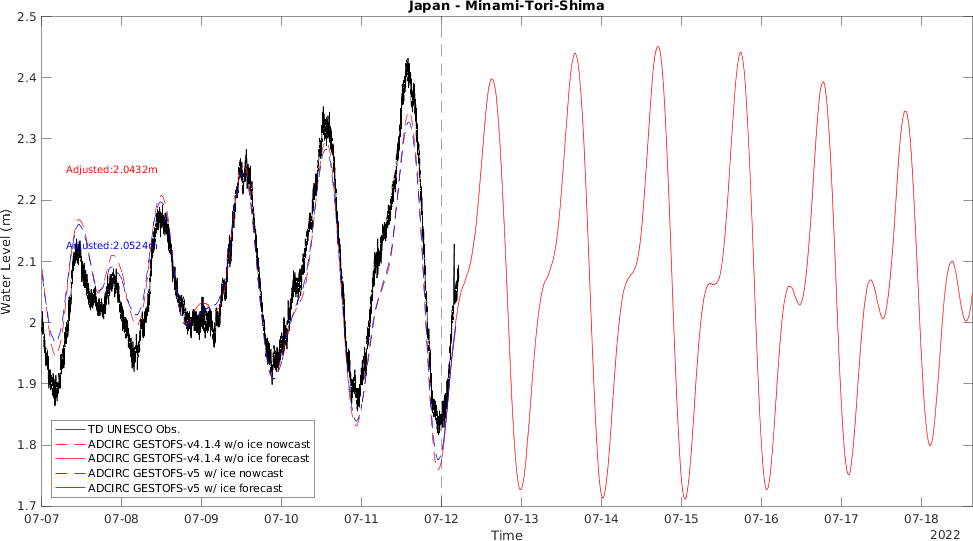 Japan - Minami-Tori-Shima
Water Level (m)
2.5
2.4
2.3
2.2
2.1
2
1.9
1.8
1.7
Adjusted:2.0432m
Adjusted:2.0524m
TD UNESCO Obs.
ADCIRC GESTOFS-v4.1.4 w/o ice nowcast
ADCIRC GESTOFS-v4.1.4 w/o ice forecast
ADCIRC GESTOFS-v5 w/ ice nowcast
ADCIRC GESTOFS-v5 w/ ice forecast
07-07 07-08 07-09 07-10 07-11 07-12 07-13 07-14 07-15 07-16 07-17 07-18
Time
2022